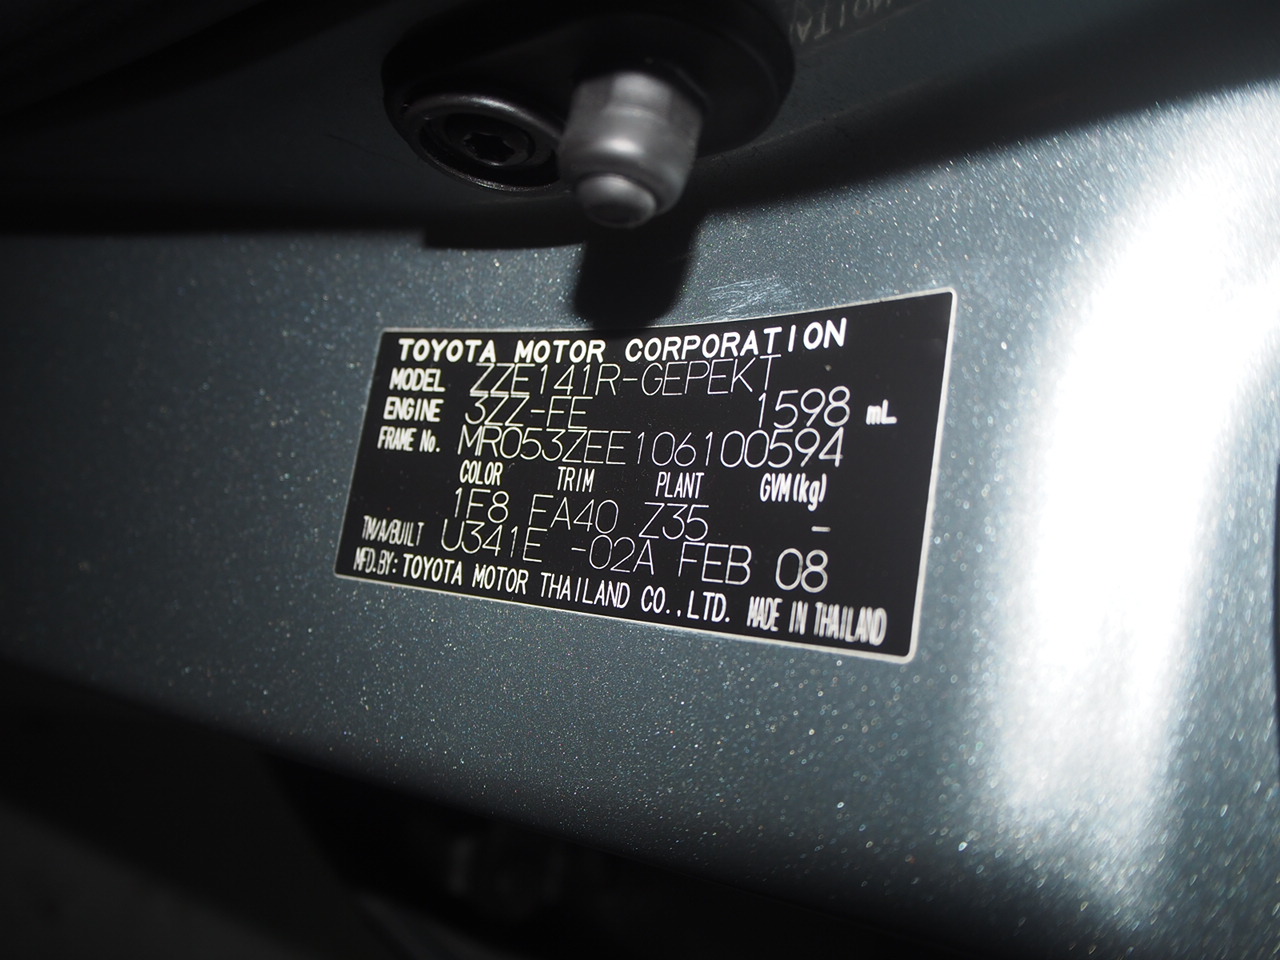 TOYOTA MOTOR CORPORATION
MODEL ZZE141R-GEPEKT
ENGINE 3ZZ-FE 1598 mL
FRAME No. MR053ZEE106100594
COLOR TRIM PLANT GVM(kg)
1F8 FA40 Z35 –
TM/A/BUILT U341E -02A FEB 08
MFD.BY: TOYOTA MOTOR THAILAND CO.,LTD. MADE IN THAILAND